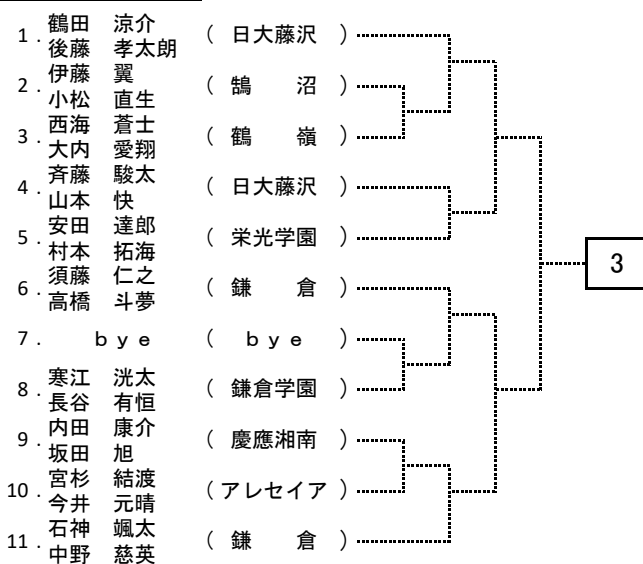 1. 鶴田 涼介 ( 日大藤沢 )
後藤 孝太朗
2. 伊藤 翼 ( 鵠 沼 )
小松 直生
3. 西海 蒼士 ( 鶴 嶺 )
大内 愛翔
4. 斉藤 駿太 ( 日大藤沢 )
山本 快
5. 安田 達郎 ( 栄光学園 )
村本 拓海
6. 須藤 仁之 ( 鎌 倉 )
高橋 斗夢
7. bye ( bye )
8. 寒江 洸太 ( 鎌倉学園 )
長谷 有恒
9. 内田 康介 ( 慶應湘南 )
坂田 旭
10. 宮杉 結渡 ( アレセイア )
今井 元晴
11. 石神 颯太 ( 鎌 倉 )
中野 慈英
3